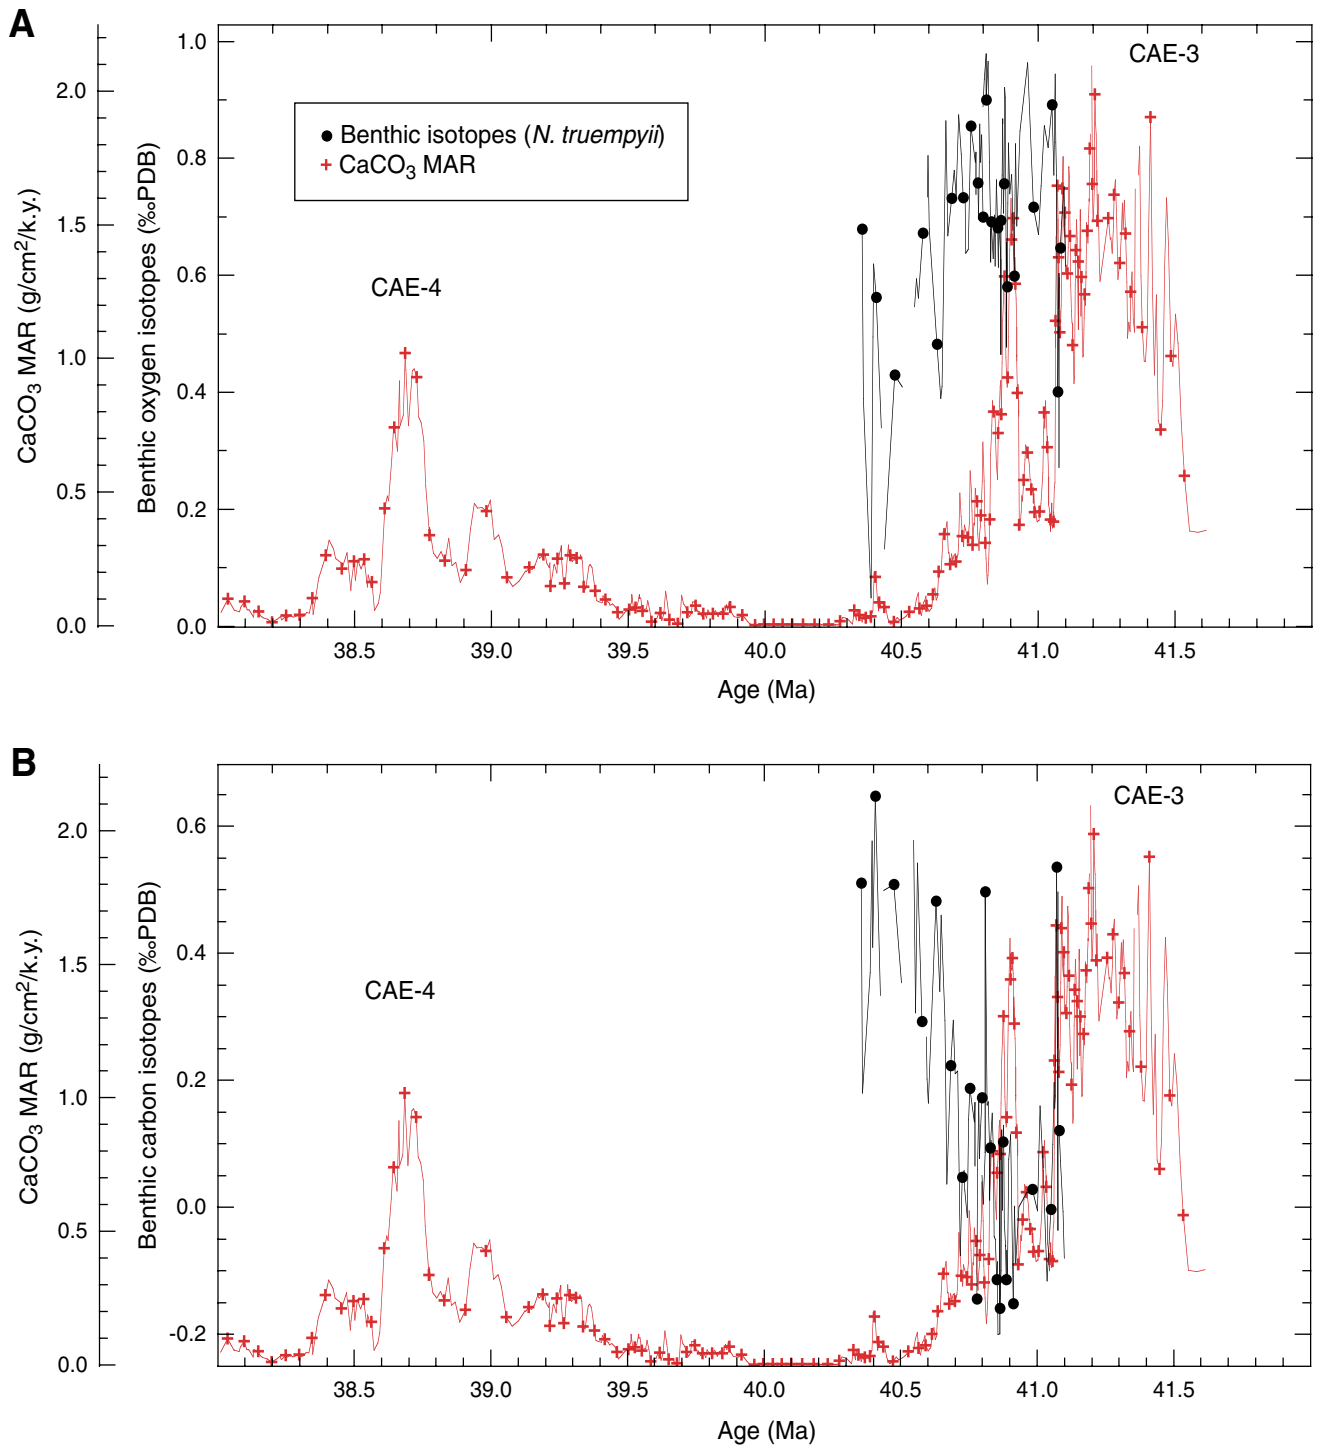 A
CAE-3
CAE-4
Benthic isotopes (N. truempyii)
CaCO3 MAR
CaCO3 MAR (g/cm2/k.y.)
2.0
1.5
1.0
0.5
0.0
Benthic oxygen isotopes (‰PDB)
1.0
0.8
0.6
0.4
0.2
0.0
38.5 39.0 39.5 40.0 40.5 41.0 41.5
Age (Ma)
B
CAE-3
CAE-4
CaCO3 MAR (g/cm2/k.y.)
2.0
1.5
1.0
0.5
0.0
Benthic carbon isotopes (‰PDB)
0.6
0.4
0.2
0.0
-0.2
38.5 39.0 39.5 40.0 40.5 41.0 41.5
Age (Ma)